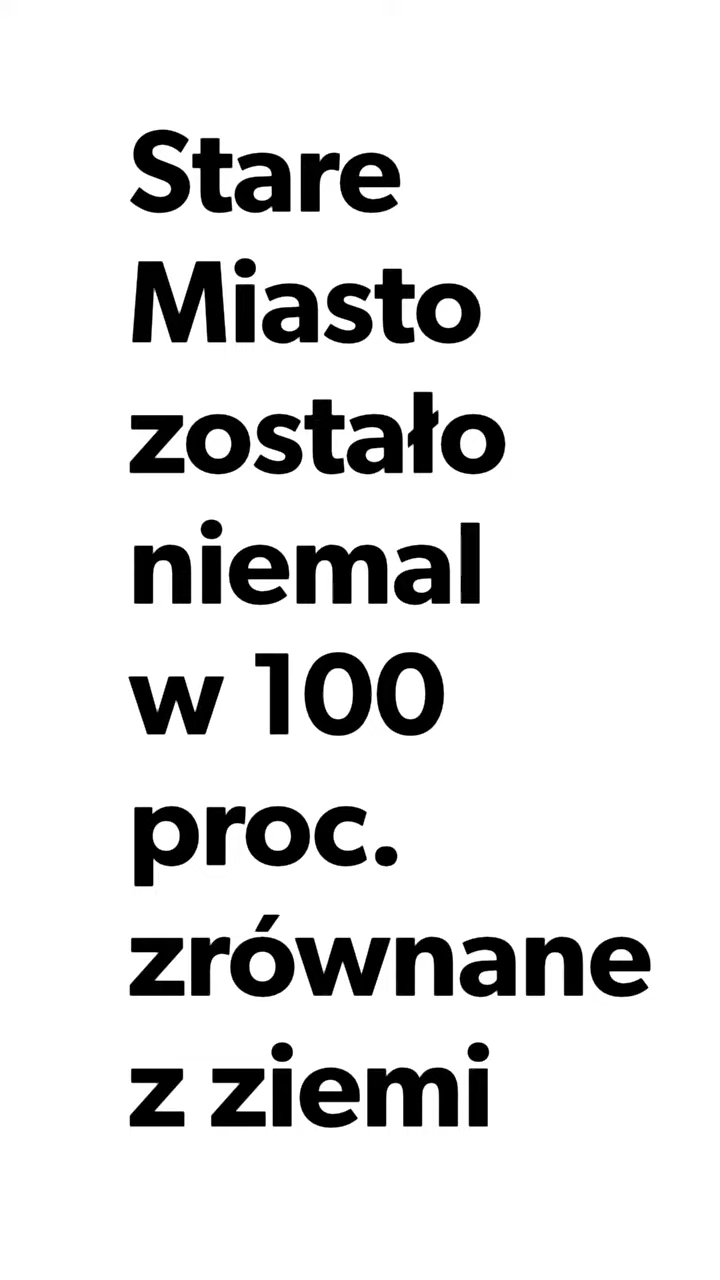 Stare
Miasto
zostało
niemal
w 100
proc.
zrównane
z ziemi